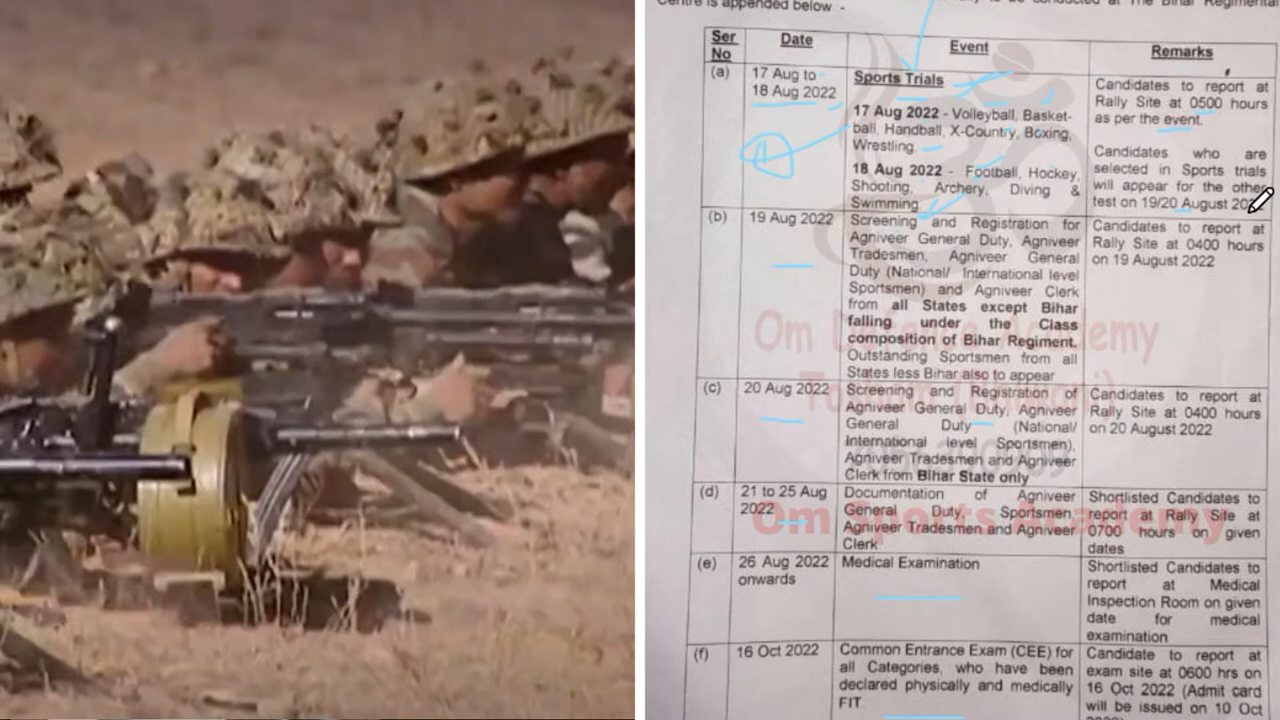 Centre is appended below :-
to be conducted at The Bihar Regimental
Ser No
Date
Event
Remarks
(a)
17 Aug to
18 Aug 2022
Sports Trials
17 Aug 2022 - Volleyball, Basket-
ball, Handball, X-Country, Boxing,
Wrestling.
18 Aug 2022 - Football, Hockey,
Shooting, Archery, Diving &
Swimming
Candidates to report at
Rally Site at 0500 hours
as per the event.
Candidates who are
selected in Sports trials
will appear for the other
test on 19/20 August
(b)
19 Aug 2022
Screening and Registration for
Agniveer General Duty, Agniveer
Tradesmen, Agniveer General
Duty (National/ International level
Sportsmen) and Agniveer Clerk
from all States except Bihar
falling under the Class
composition of Bihar Regiment.
Outstanding Sportsmen from all
States less Bihar also to appear
Candidates to report at
Rally Site at 0400 hours
on 19 August 2022
(c)
20 Aug 2022
Screening and Registration of
Agniveer General Duty, Agniveer
General Duty (National/
International level Sportsmen),
Agniveer Tradesmen and Agniveer
Clerk from Bihar State only
Candidates to report at
Rally Site at 0400 hours
on 20 August 2022
(d)
21 to 25 Aug
2022
Documentation of Agniveer
General Duty, Sportsmen,
Agniveer Tradesmen and Agniveer
Clerk
Shortlisted Candidates to
report at Rally Site at
0700 hours on given
dates
(e)
26 Aug 2022
onwards
Medical Examination
Shortlisted Candidates to
report at Medical
Inspection Room on given
date for medical
examination
(f)
16 Oct 2022
Common Entrance Exam (CEE) for
all Categories, who have been
declared physically and medically
FIT
Candidate to report at
exam site at 0600 hrs on
16 Oct 2022 (Admit card
will be issued on 10 Oct
Om Defence Academy
Om Sports Academy